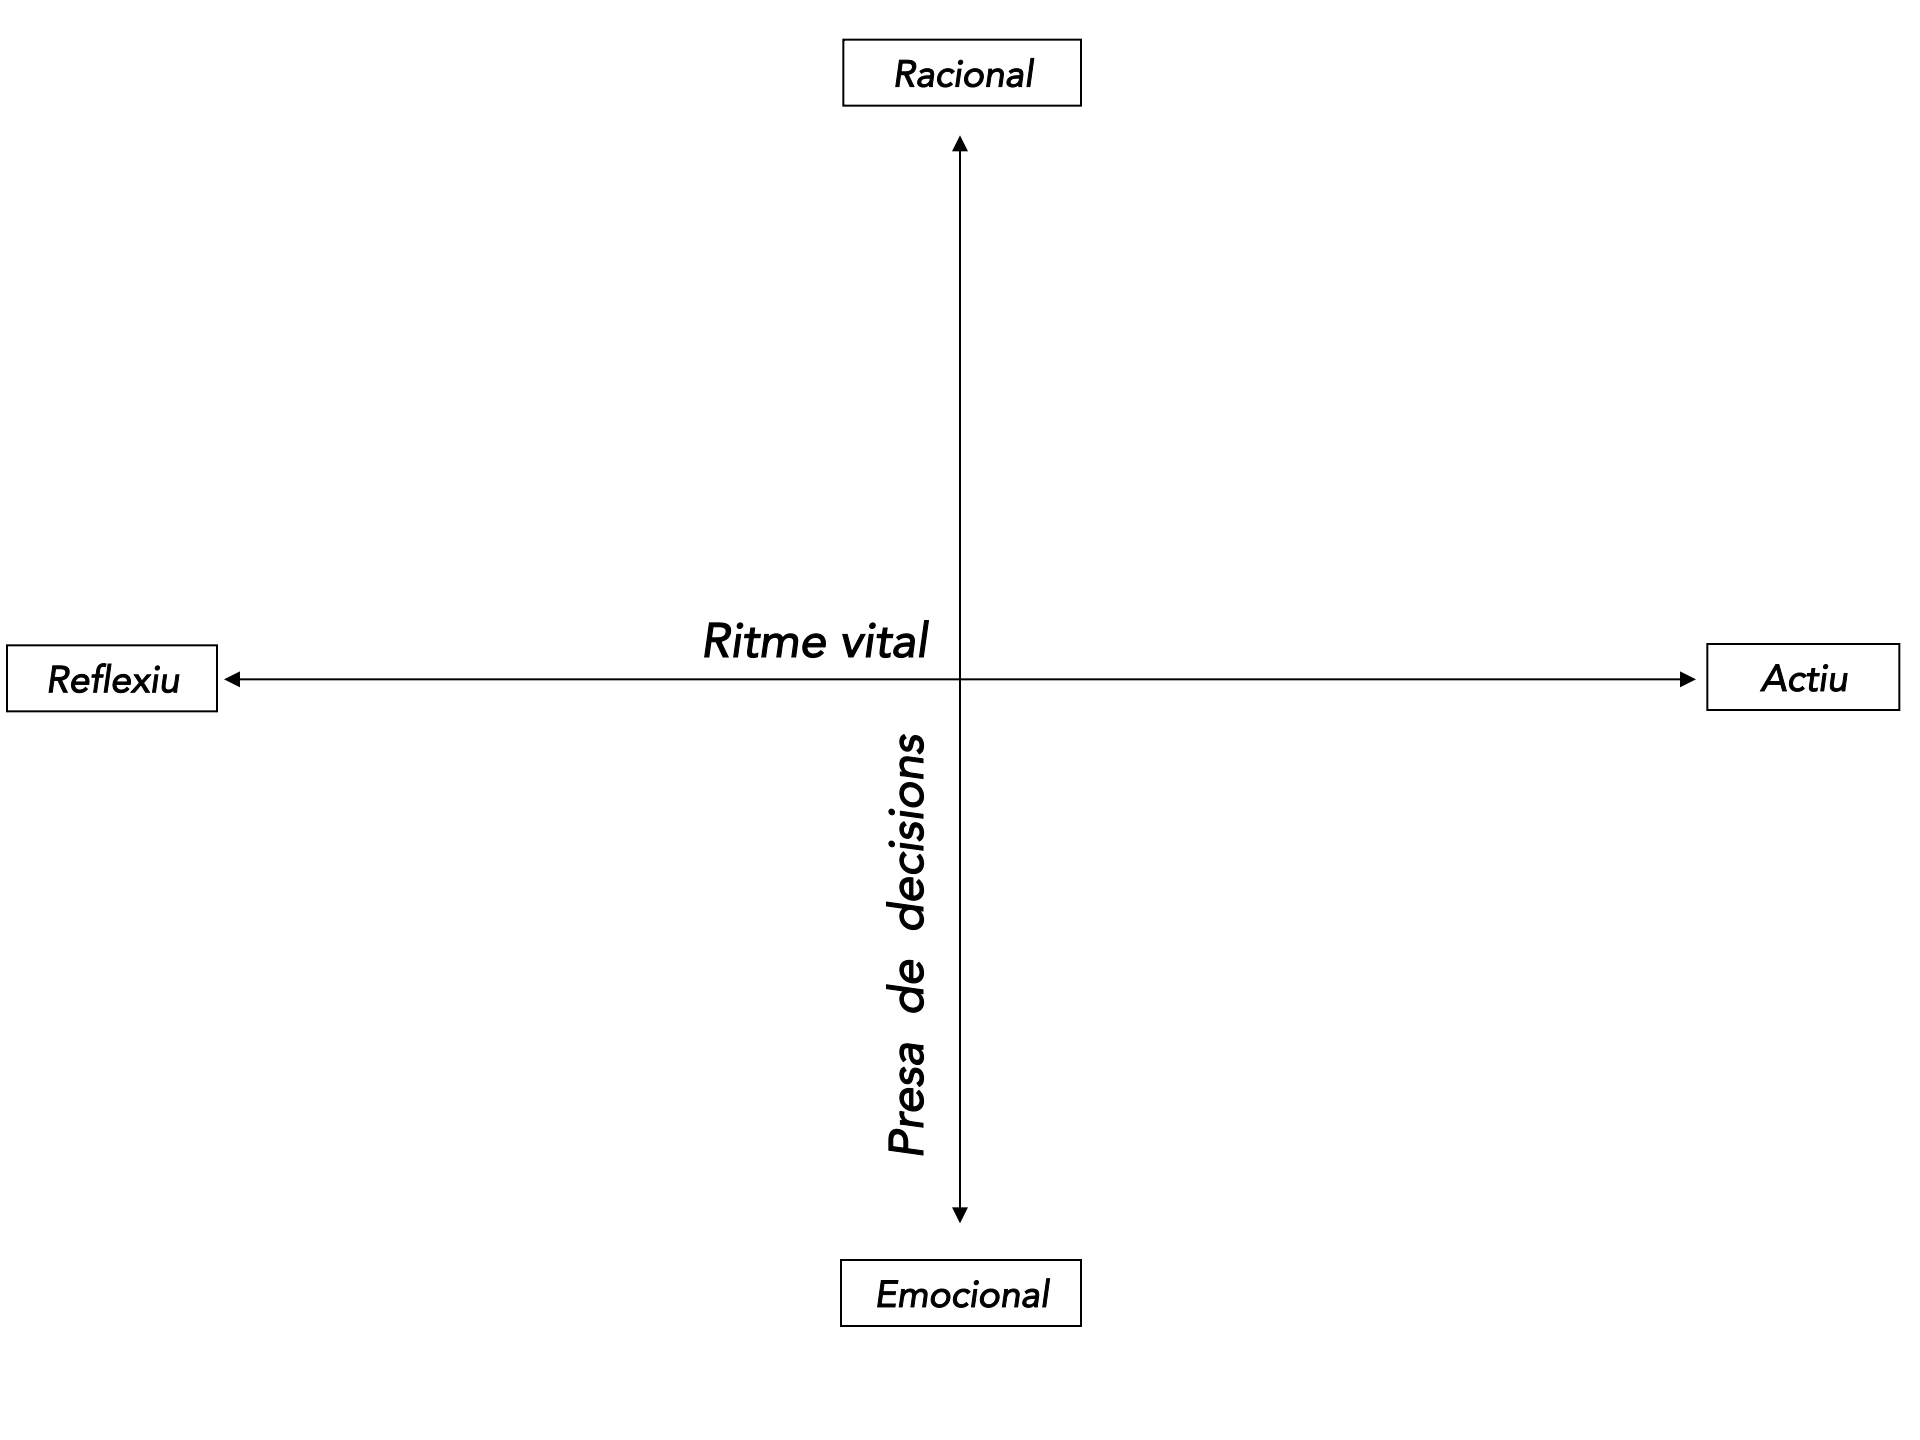 Racional
Ritme vital
Reflexiu
Actiu
Presa de decisions
Emocional